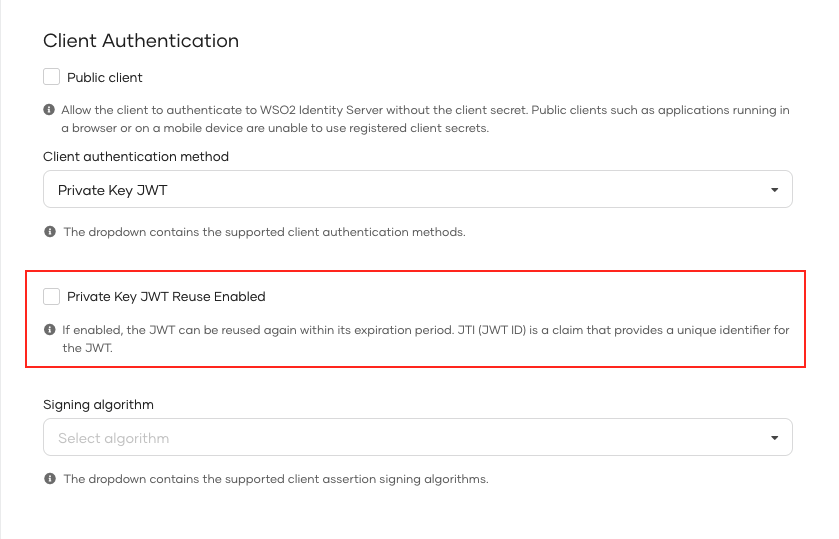 Client Authentication
Public client
Allow the client to authenticate to WSO2 Identity Server without the client secret. Public clients such as applications running in
a browser or on a mobile device are unable to use registered client secrets.
Client authentication method
Private Key JWT
The dropdown contains the supported client authentication methods.
Private Key JWT Reuse Enabled
If enabled, the JWT can be reused again within its expiration period. JTI (JWT ID) is a claim that provides a unique identifier for
the JWT.
Signing algorithm
Select algorithm
The dropdown contains the supported client assertion signing algorithms.